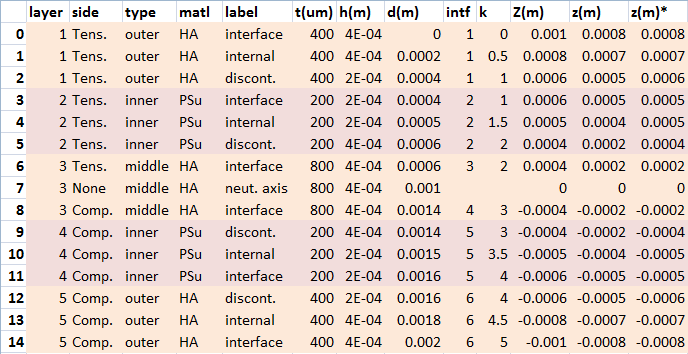 layer side type matl label t(um) h(m) d(m) intf k Z(m) z(m) z(m)*
0 1 Tens. outer HA interface 400 4E-04 0 1 0 0.001 0.0008 0.0008
1 1 Tens. outer HA internal 400 4E-04 0.0002 1 0.5 0.0008 0.0007 0.0007
2 1 Tens. outer HA discont. 400 4E-04 0.0004 1 1 0.0006 0.0005 0.0006
3 2 Tens. inner PSu interface 200 2E-04 0.0004 2 1 0.0006 0.0005 0.0005
4 2 Tens. inner PSu internal 200 2E-04 0.0005 2 1.5 0.0005 0.0004 0.0005
5 2 Tens. inner PSu discont. 200 2E-04 0.0006 2 2 0.0004 0.0002 0.0004
6 3 Tens. middle HA interface 800 8E-04 0.0006 3 2 0.0004 0.0002 0.0002
7 3 None middle HA neut. axis 800 8E-04 0.001 0 0 0
8 3 Comp. middle HA interface 800 8E-04 0.0014 4 3 -0.0004 -0.0002 -0.0002
9 4 Comp. inner PSu discont. 200 2E-04 0.0014 5 3 -0.0004 -0.0002 -0.0004
10 4 Comp. inner PSu internal 200 2E-04 0.0015 5 3.5 -0.0005 -0.0004 -0.0005
11 4 Comp. inner PSu interface 200 2E-04 0.0016 5 4 -0.0006 -0.0005 -0.0005
12 5 Comp. outer HA discont. 400 4E-04 0.0016 6 4 -0.0006 -0.0005 -0.0006
13 5 Comp. outer HA internal 400 4E-04 0.0018 6 4.5 -0.0008 -0.0007 -0.0007
14 5 Comp. outer HA interface 400 4E-04 0.002 6 5 -0.001 -0.0008 -0.0008